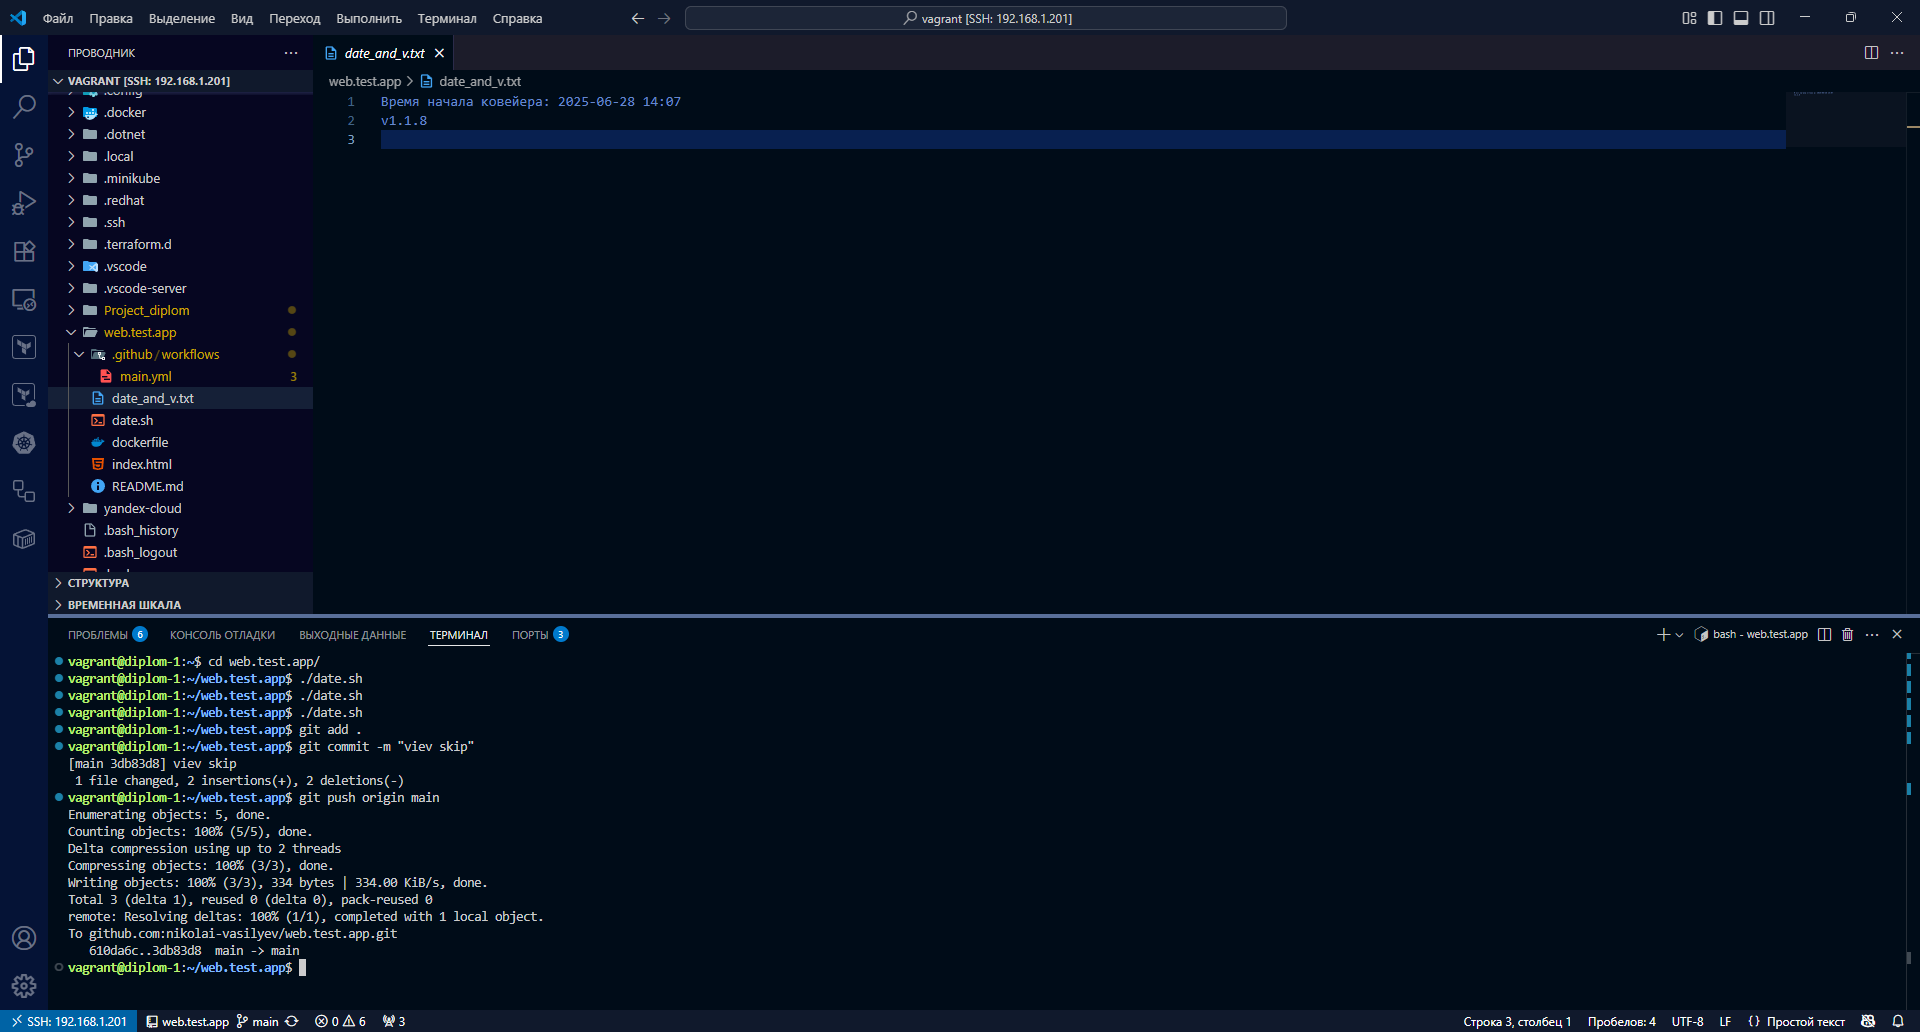 Файл Правка Выделение Вид Переход Выполнить Терминал Справка
vagrant [SSH: 192.168.1.201]
ПРОВОДНИК
VAGRANT [SSH: 192.168.1.201]
.config
.docker
.dotnet
.local
.minikube
.redhat
.ssh
.terraform.d
.vscode
.vscode-server
Project_diplom
web.test.app
.github / workflows
main.yml 3
date_and_v.txt
date.sh
dockerfile
index.html
README.md
yandex-cloud
.bash_history
.bash_logout
СТРУКТУРА
ВРЕМЕННАЯ ШКАЛА
date_and_v.txt
web.test.app > date_and_v.txt
1 Время начала ковейера: 2025-06-28 14:07
2 v1.1.8
3
ПРОБЛЕМЫ 6 КОНСОЛЬ ОТЛАДКИ ВЫХОДНЫЕ ДАННЫЕ ТЕРМИНАЛ ПОРТЫ 3
bash - web.test.app
vagrant@diplom-1:~$ cd web.test.app/
vagrant@diplom-1:~/web.test.app$ ./date.sh
vagrant@diplom-1:~/web.test.app$ ./date.sh
vagrant@diplom-1:~/web.test.app$ ./date.sh
vagrant@diplom-1:~/web.test.app$ git add .
vagrant@diplom-1:~/web.test.app$ git commit -m "viev skip"
[main 3db83d8] viev skip
1 file changed, 2 insertions(+), 2 deletions(-)
vagrant@diplom-1:~/web.test.app$ git push origin main
Enumerating objects: 5, done.
Counting objects: 100% (5/5), done.
Delta compression using up to 2 threads
Compressing objects: 100% (3/3), done.
Writing objects: 100% (3/3), 334 bytes | 334.00 KiB/s, done.
Total 3 (delta 1), reused 0 (delta 0), pack-reused 0
remote: Resolving deltas: 100% (1/1), completed with 1 local object.
To github.com:nikolai-vasilyev/web.test.app.git
610da6c..3db83d8 main -> main
vagrant@diplom-1:~/web.test.app$
SSH: 192.168.1.201 web.test.app main 0 6 3
Строка 3, столбец 1 Пробелов: 4 UTF-8 LF {} Простой текст